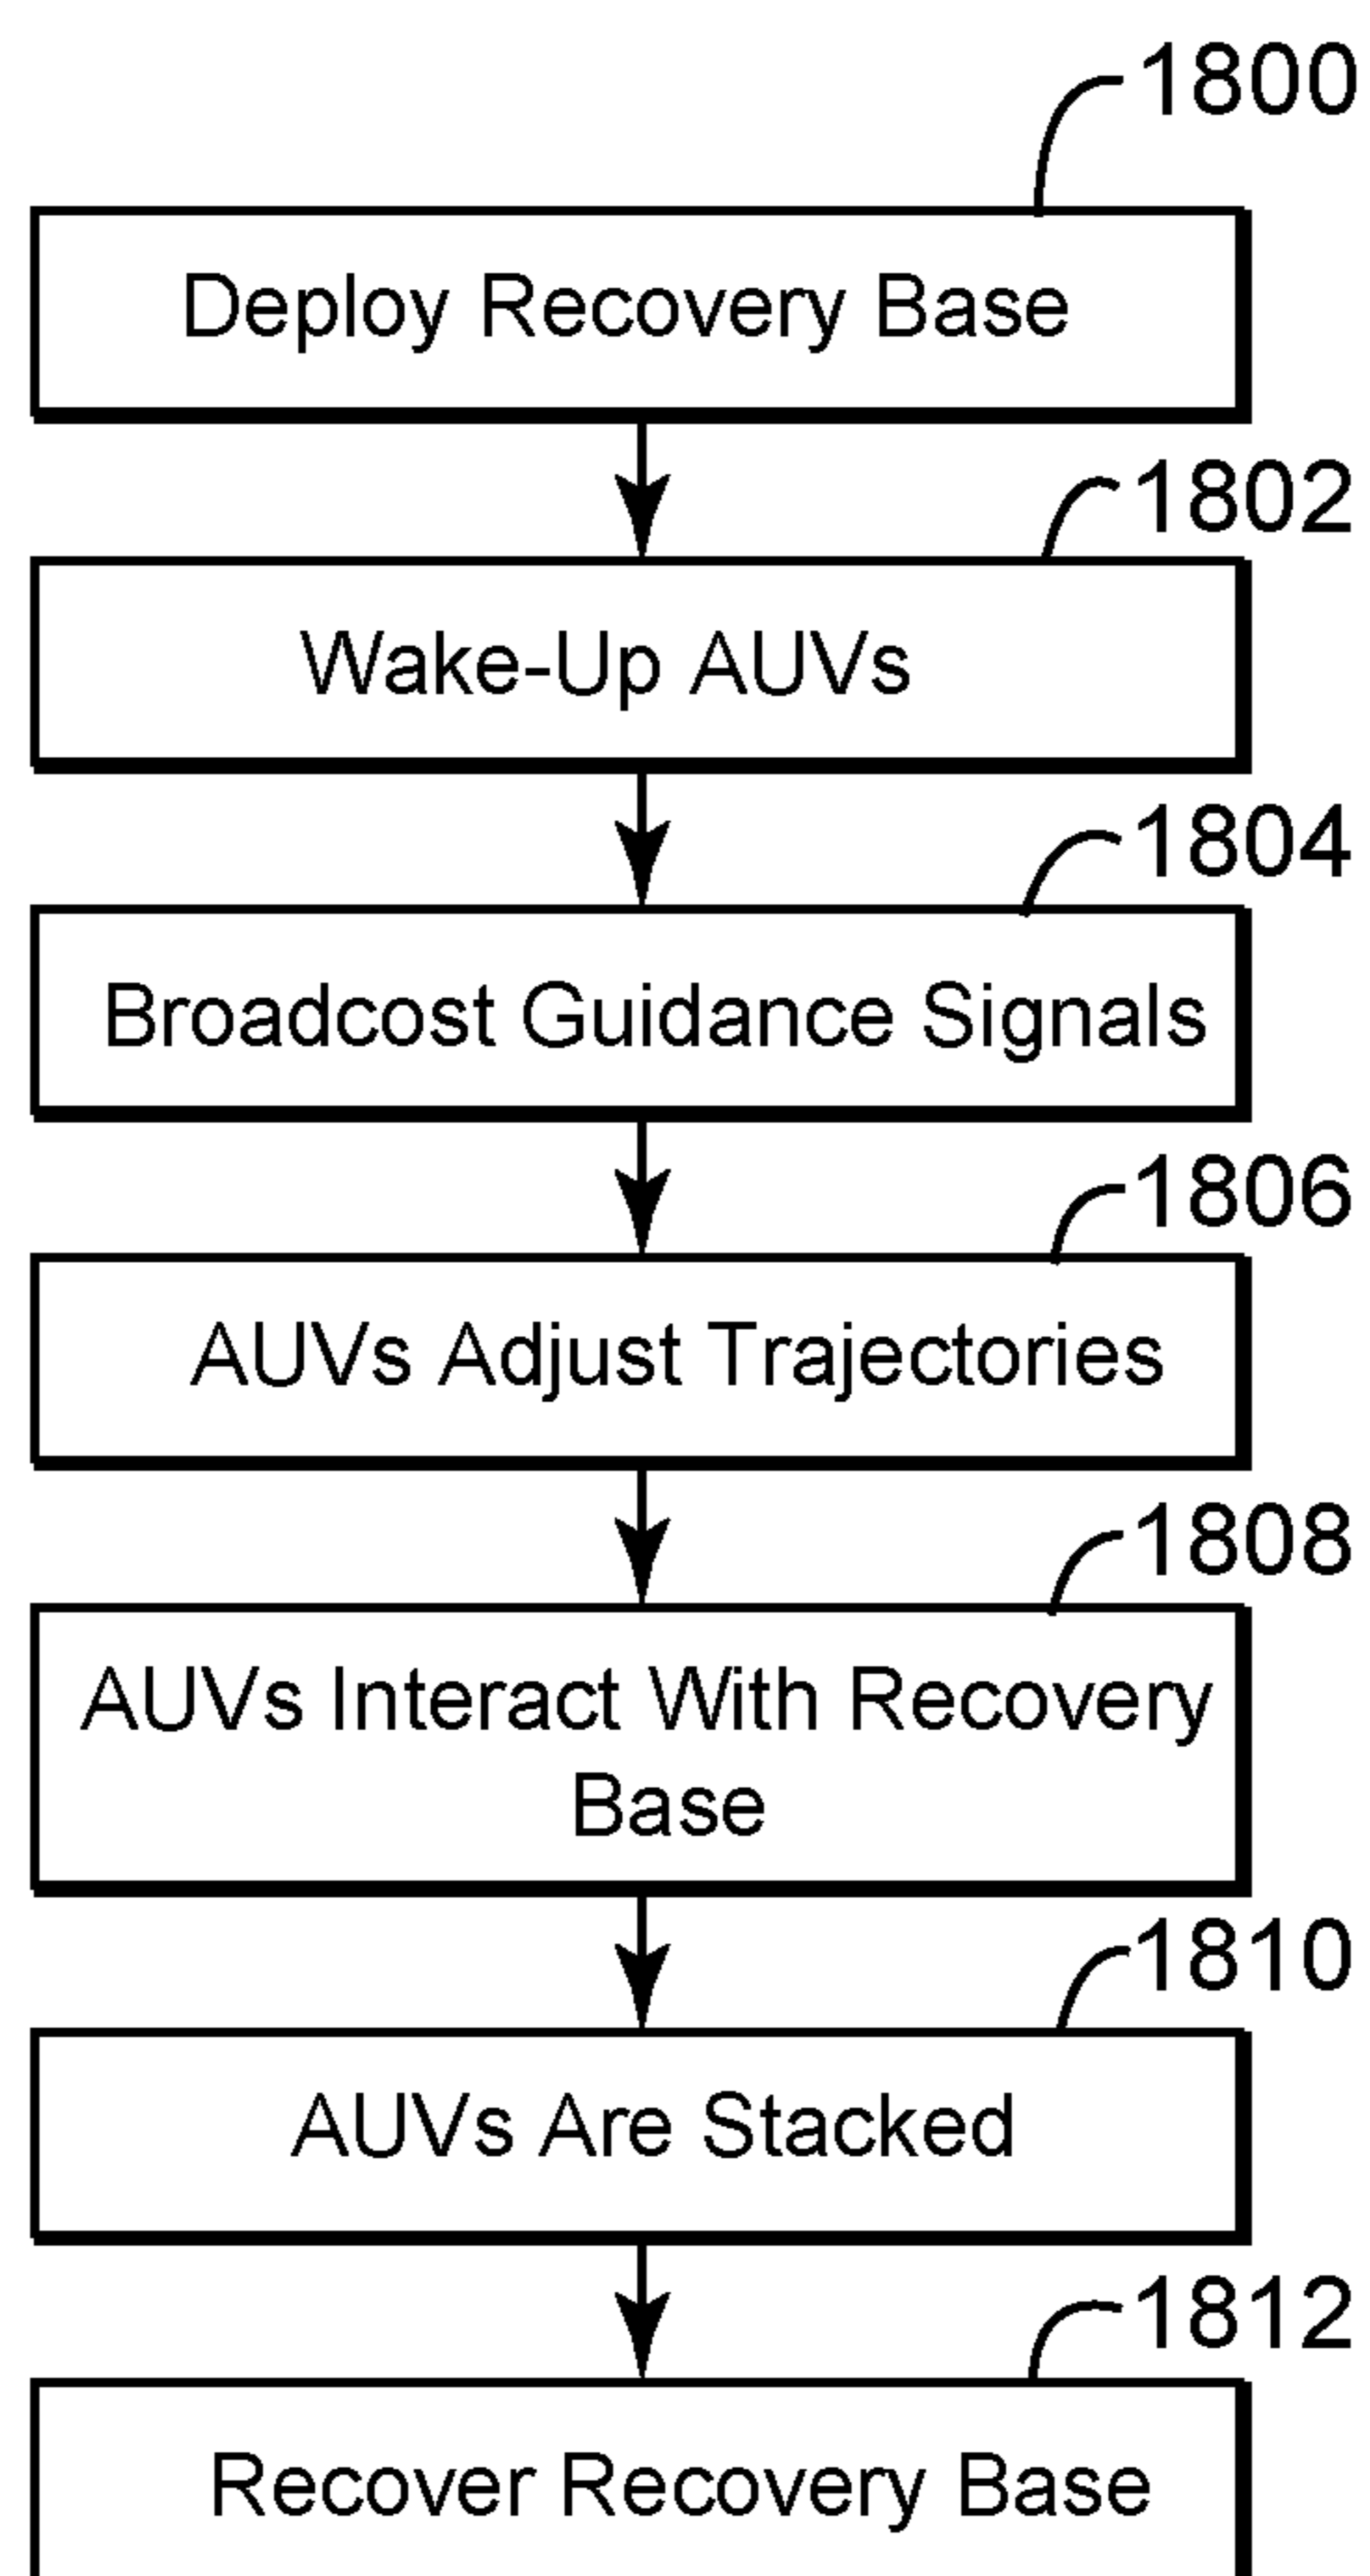 1800
Deploy Recovery Base
1802
Wake-Up AUVs
1804
Broadcost Guidance Signals
1806
AUVs Adjust Trajectories
1808
AUVs Interact With Recovery
Base
1810
AUVs Are Stacked
1812
Recover Recovery Base